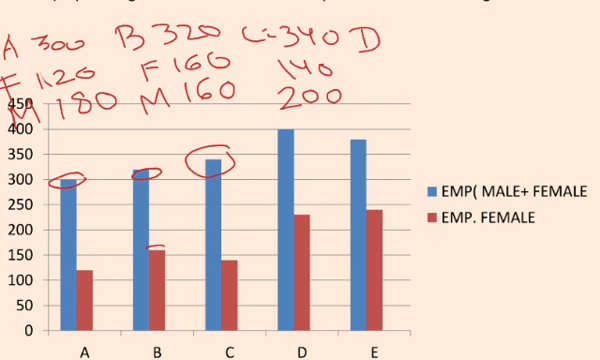 A 300 B 320 C=340 D
F 120 F 160 140
M 180 M 160 200
450
400
350
300
250
200
150
100
50
0
A B C D E
EMP( MALE+ FEMALE
EMP. FEMALE